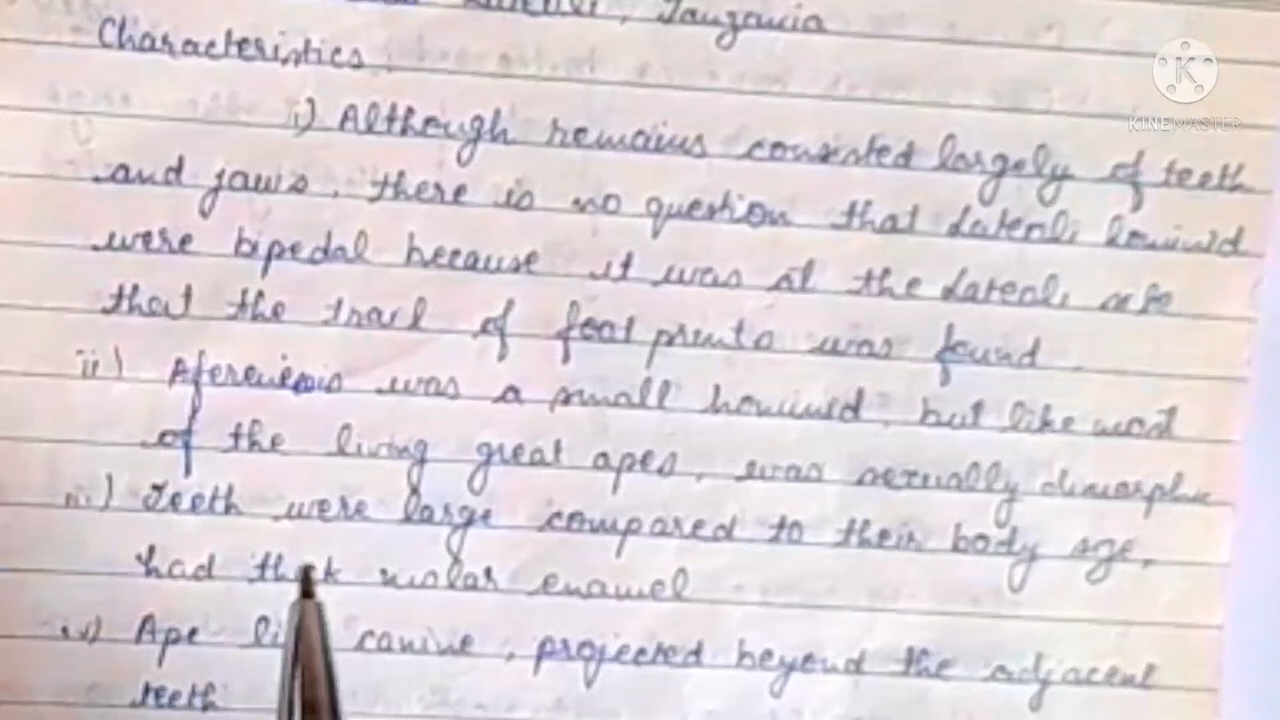 Laetoli, Tanzania
Characteristics
i) Although remains consisted largely of teeth
and jaws, there is no question that Laetoli hominid
were bipedal because it was at the Laetoli site
that the trail of foot prints was found
ii) Aferensis was a small hominid, but like most
of the living great apes, was sexually dimorphic
iii) Teeth were large compared to their body size,
had thick molar enamel
iv) Ape like canine, projected beyond the adjacent
teeth
K
KINEMASTER